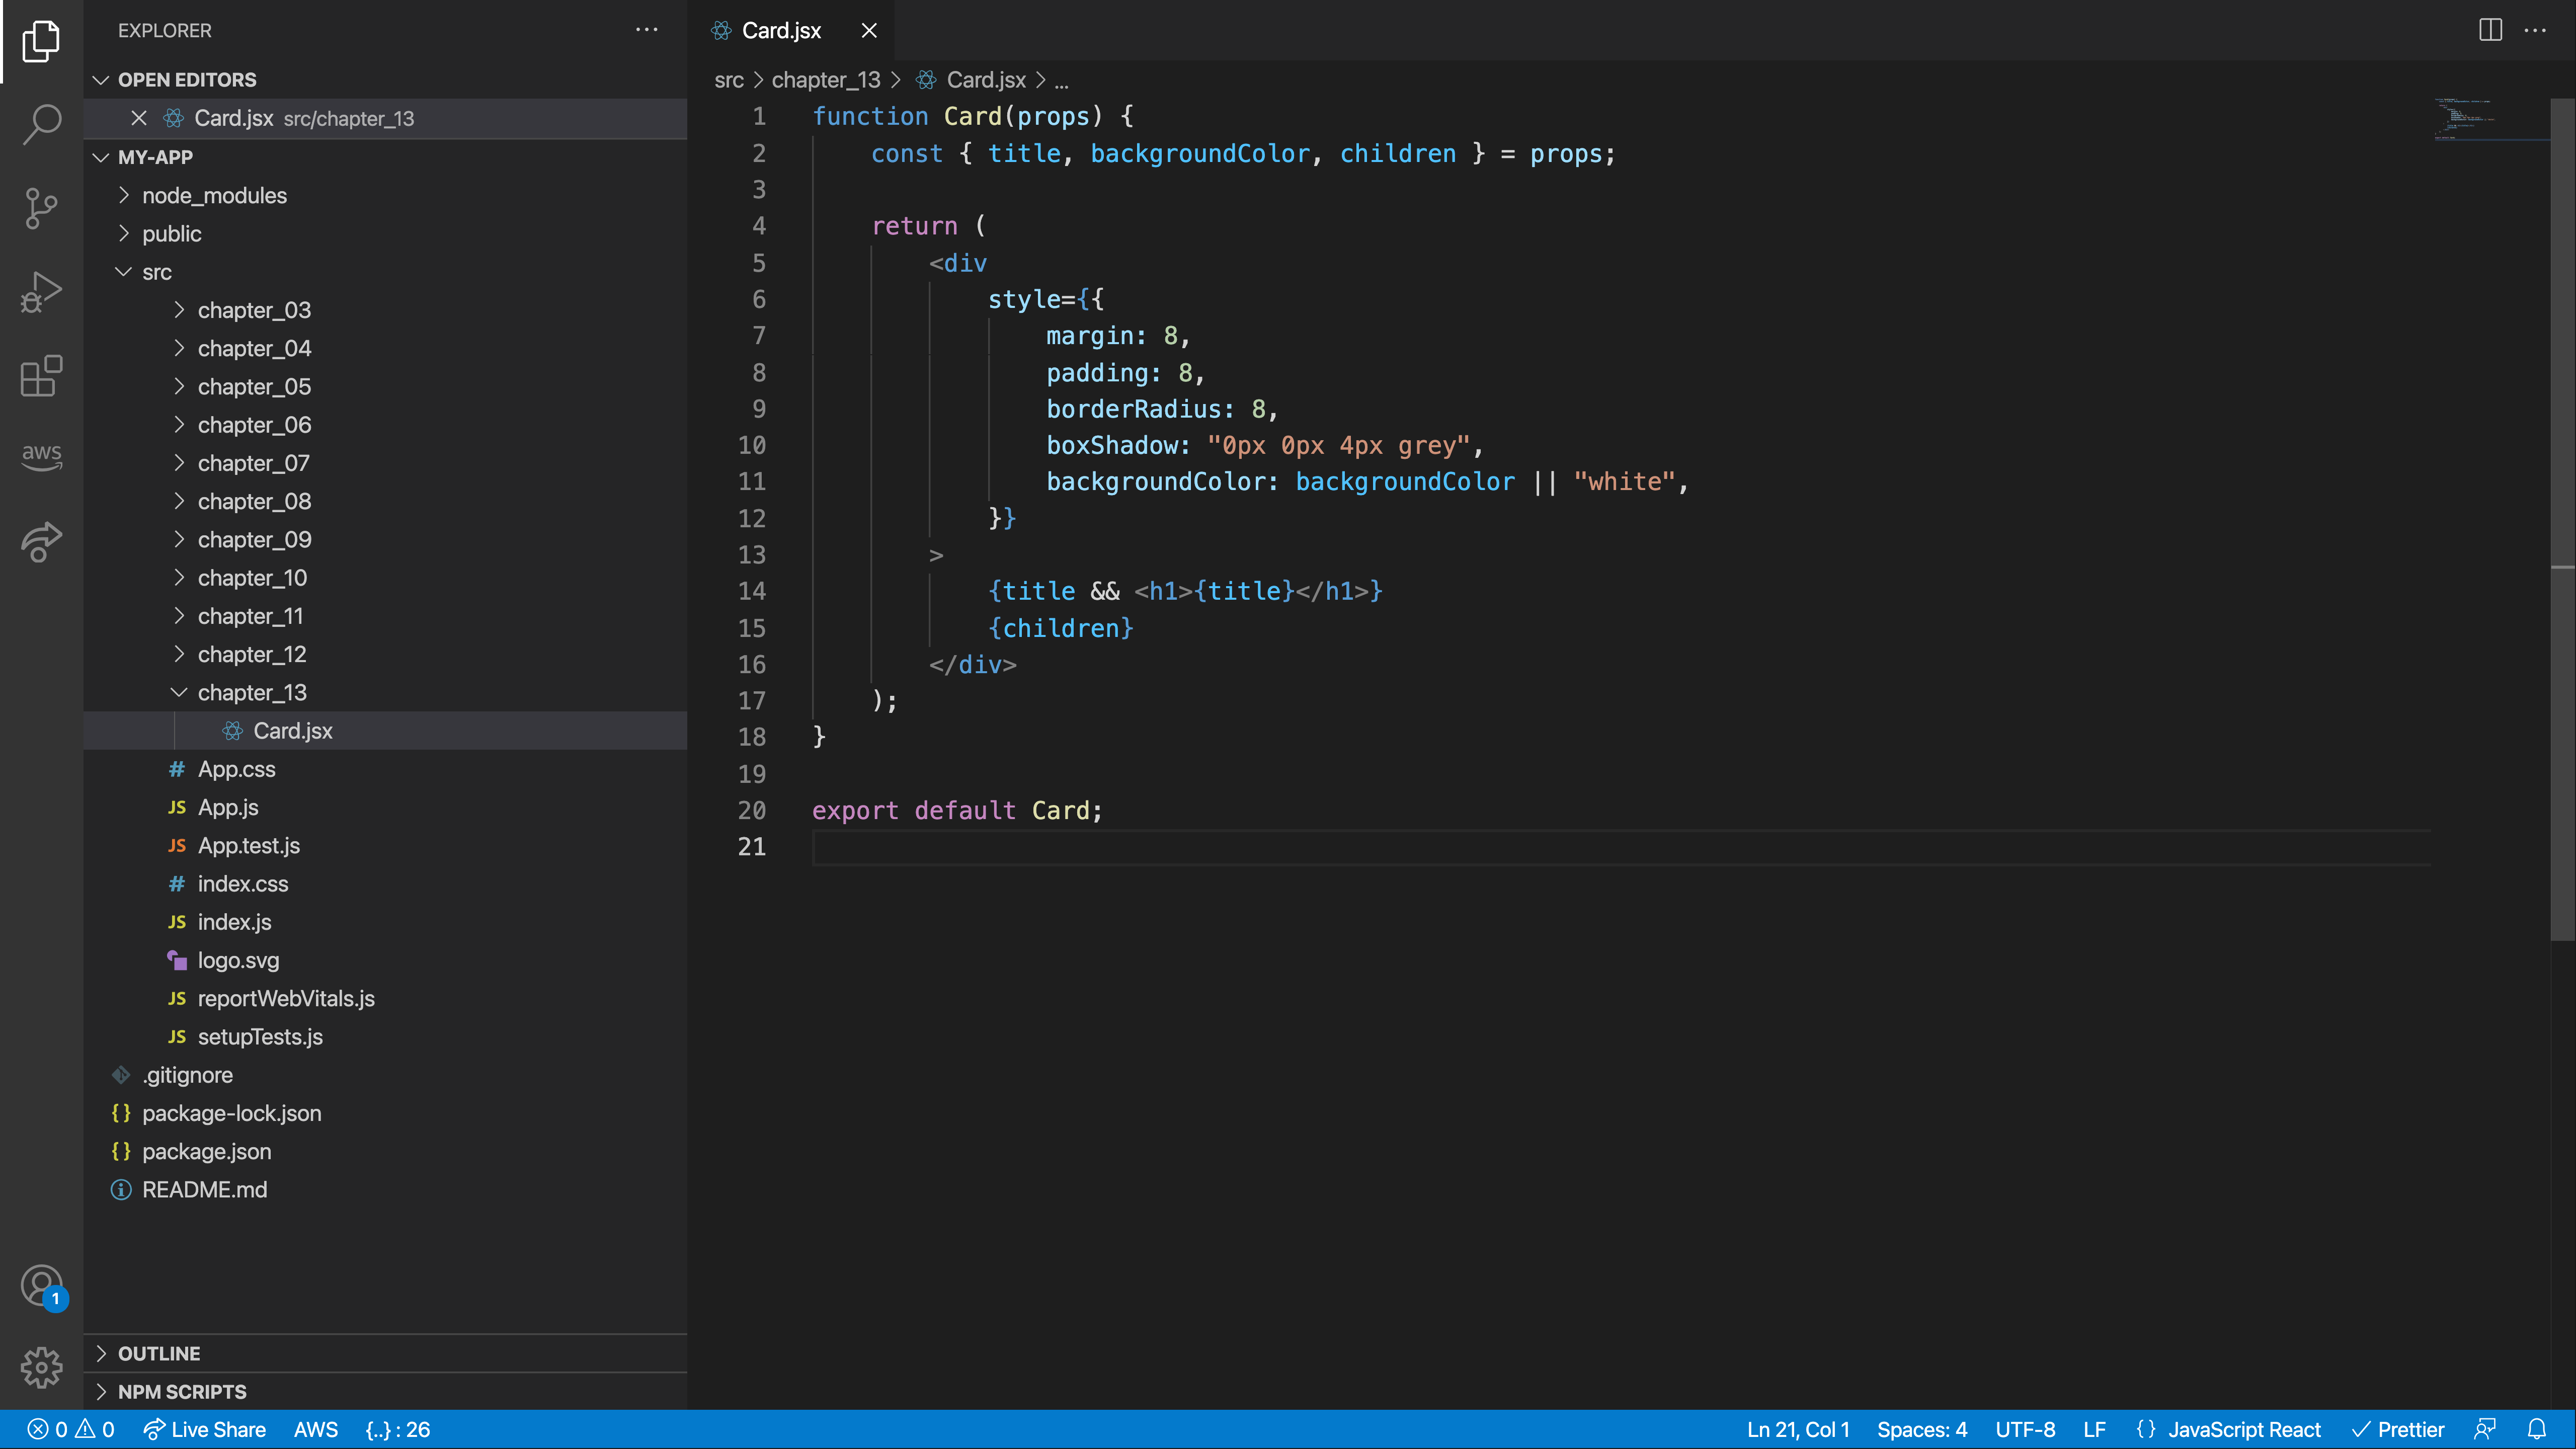 EXPLORER
OPEN EDITORS
Card.jsx src/chapter_13
MY-APP
node_modules
public
src
chapter_03
chapter_04
chapter_05
chapter_06
chapter_07
chapter_08
chapter_09
chapter_10
chapter_11
chapter_12
chapter_13
Card.jsx
# App.css
JS App.js
JS App.test.js
# index.css
JS index.js
logo.svg
JS reportWebVitals.js
JS setupTests.js
.gitignore
{} package-lock.json
{} package.json
README.md
OUTLINE
NPM SCRIPTS
aws
1
Card.jsx
src > chapter_13 > Card.jsx > ...
1 function Card(props) {
2     const { title, backgroundColor, children } = props;
3
4     return (
5         <div
6             style={{
7                 margin: 8,
8                 padding: 8,
9                 borderRadius: 8,
10                 boxShadow: "0px 0px 4px grey",
11                 backgroundColor: backgroundColor || "white",
12             }}
13         >
14             {title && <h1>{title}</h1>}
15             {children}
16         </div>
17     );
18 }
19
20 export default Card;
21
0 0 Live Share AWS {..} : 26 Ln 21, Col 1 Spaces: 4 UTF-8 LF {} JavaScript React Prettier